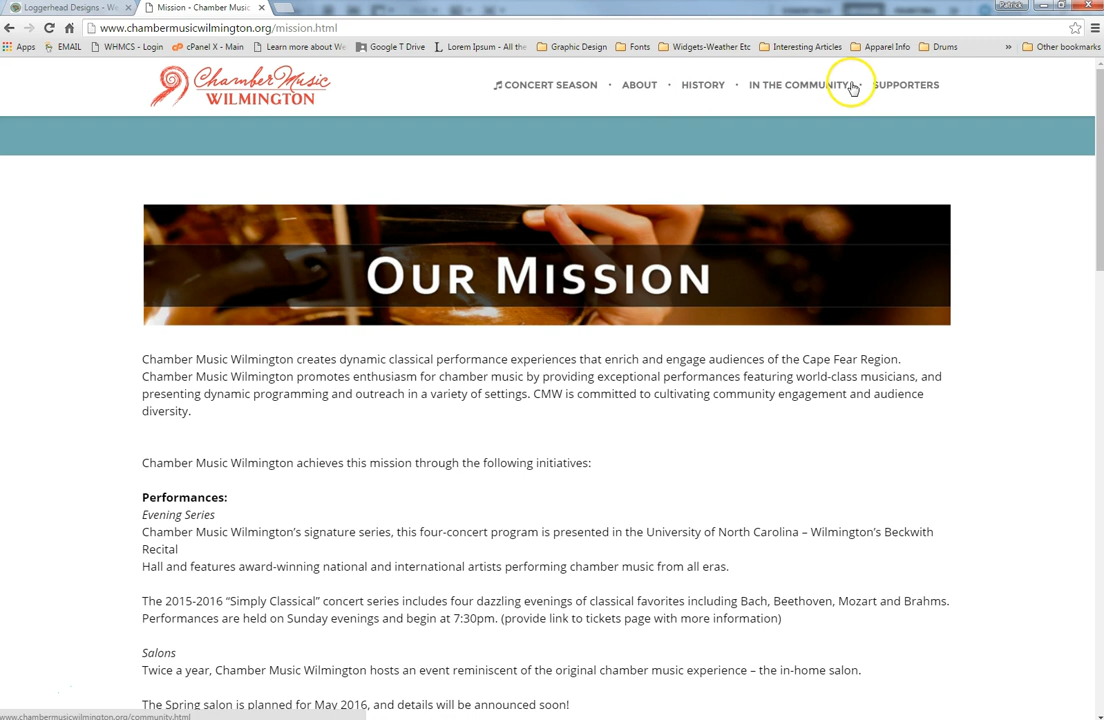 Loggerhead Designs - We
Mission - Chamber Music
Patrick
www.chambermusicwilmington.org/mission.html
Apps EMAIL WHMCS - Login cPanel X - Main Learn more about We Google T Drive Lorem Ipsum - All the Graphic Design Fonts Widgets-Weather Etc Interesting Articles Apparel Info Drums » Other bookmarks
Chamber Music
WILMINGTON
CONCERT SEASON • ABOUT • HISTORY • IN THE COMMUNITY • SUPPORTERS
OUR MISSION
Chamber Music Wilmington creates dynamic classical performance experiences that enrich and engage audiences of the Cape Fear Region.
Chamber Music Wilmington promotes enthusiasm for chamber music by providing exceptional performances featuring world-class musicians, and
presenting dynamic programming and outreach in a variety of settings. CMW is committed to cultivating community engagement and audience
diversity.
Chamber Music Wilmington achieves this mission through the following initiatives:
Performances:
Evening Series
Chamber Music Wilmington's signature series, this four-concert program is presented in the University of North Carolina – Wilmington's Beckwith
Recital
Hall and features award-winning national and international artists performing chamber music from all eras.
The 2015-2016 “Simply Classical” concert series includes four dazzling evenings of classical favorites including Bach, Beethoven, Mozart and Brahms.
Performances are held on Sunday evenings and begin at 7:30pm. (provide link to tickets page with more information)
Salons
Twice a year, Chamber Music Wilmington hosts an event reminiscent of the original chamber music experience – the in-home salon.
The Spring salon is planned for May 2016, and details will be announced soon!
www.chambermusicwilmington.org/community.html